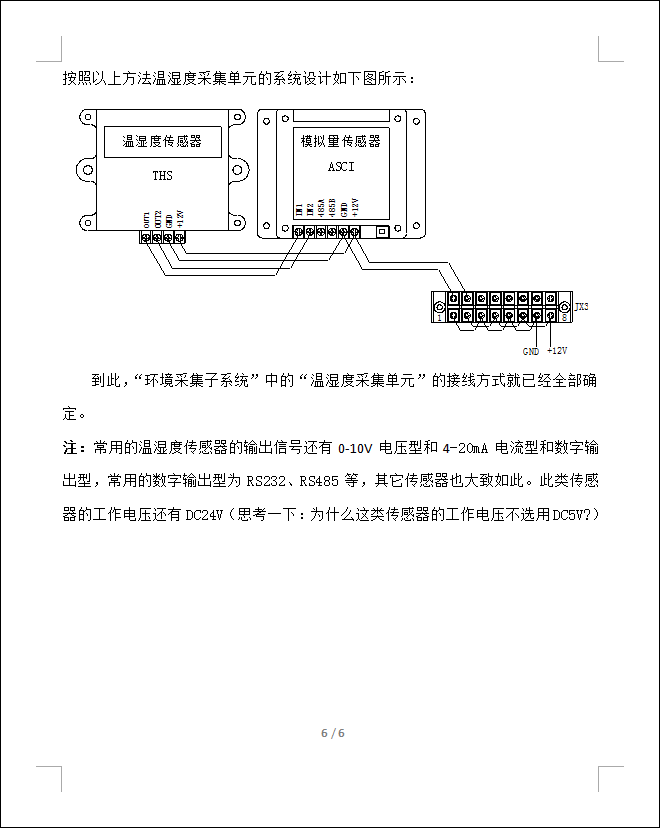 按照以上方法温湿度采集单元的系统设计如下图所示：
温湿度传感器
THS
OUT1
OUT2
GND
+12V
模拟量传感器
ASCI
IN1
IN2
485A
485B
GND
+12V
JX3
1
8
GND
+12V
到此，“环境采集子系统”中的“温湿度采集单元”的接线方式就已经全部确
定。
注：常用的温湿度传感器的输出信号还有 0-10V 电压型和 4-20mA 电流型和数字输
出型，常用的数字输出型为 RS232、RS485 等，其它传感器也大致如此。此类传感
器的工作电压还有 DC24V（思考一下：为什么这类传感器的工作电压不选用 DC5V?）
6 / 6